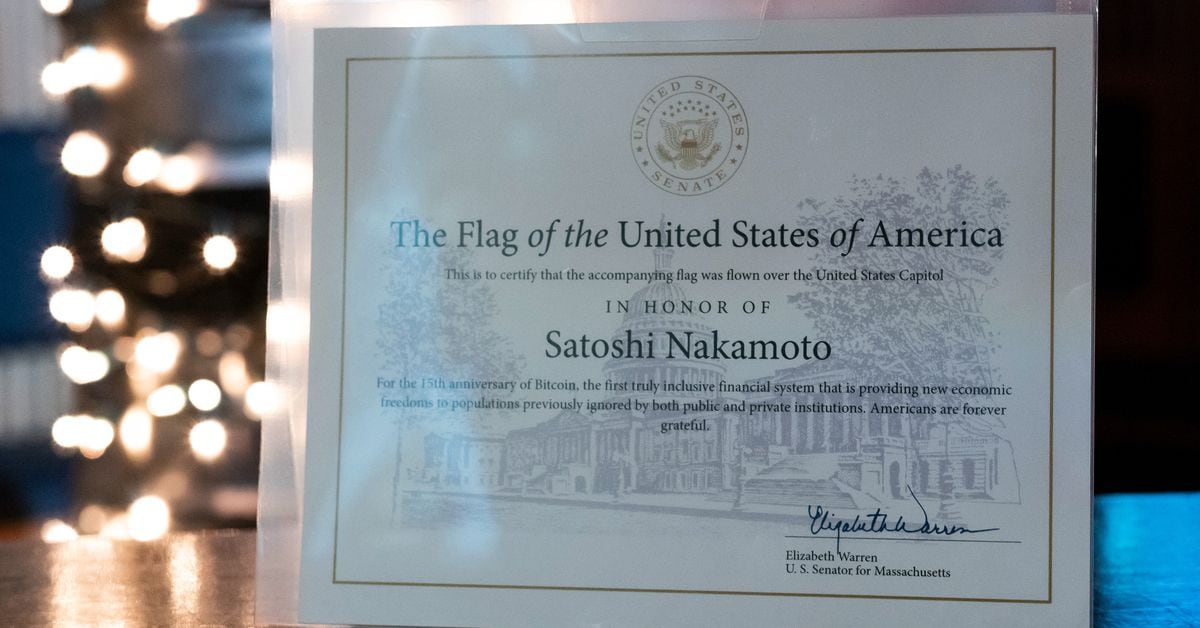 UNITED STATES
SENATE
The Flag of the United States of America
This is to certify that the accompanying flag was flown over the United States Capitol
IN HONOR OF
Satoshi Nakamoto
For the 15th anniversary of Bitcoin, the first truly inclusive financial system that is providing new economic
freedoms to populations previously ignored by both public and private institutions. Americans are forever
grateful.
Elizabeth Warren
Elizabeth Warren
U. S. Senator for Massachusetts